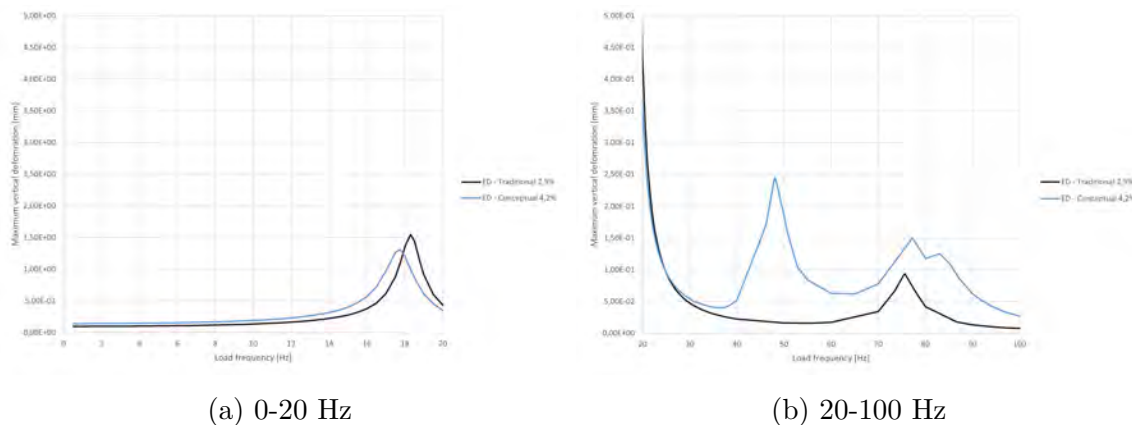 5,00E+00
4,50E+00
4,00E+00
3,50E+00
3,00E+00
2,50E+00
2,00E+00
1,50E+00
1,00E+00
5,00E-01
0,00E+00
Maximum vertical defomration [mm]
0 2 4 6 8 10 12 14 16 18 20
Load frequency [Hz]
ED - Traditional 2,9%
ED - Conceptual 4,2%
(a) 0-20 Hz
5,00E-01
4,50E-01
4,00E-01
3,50E-01
3,00E-01
2,50E-01
2,00E-01
1,50E-01
1,00E-01
5,00E-02
0,00E+00
Maximum vertical defomration [mm]
20 30 40 50 60 70 80 90 100
Load frequency [Hz]
ED - Traditional 2,9%
ED - Conceptual 4,2%
(b) 20-100 Hz